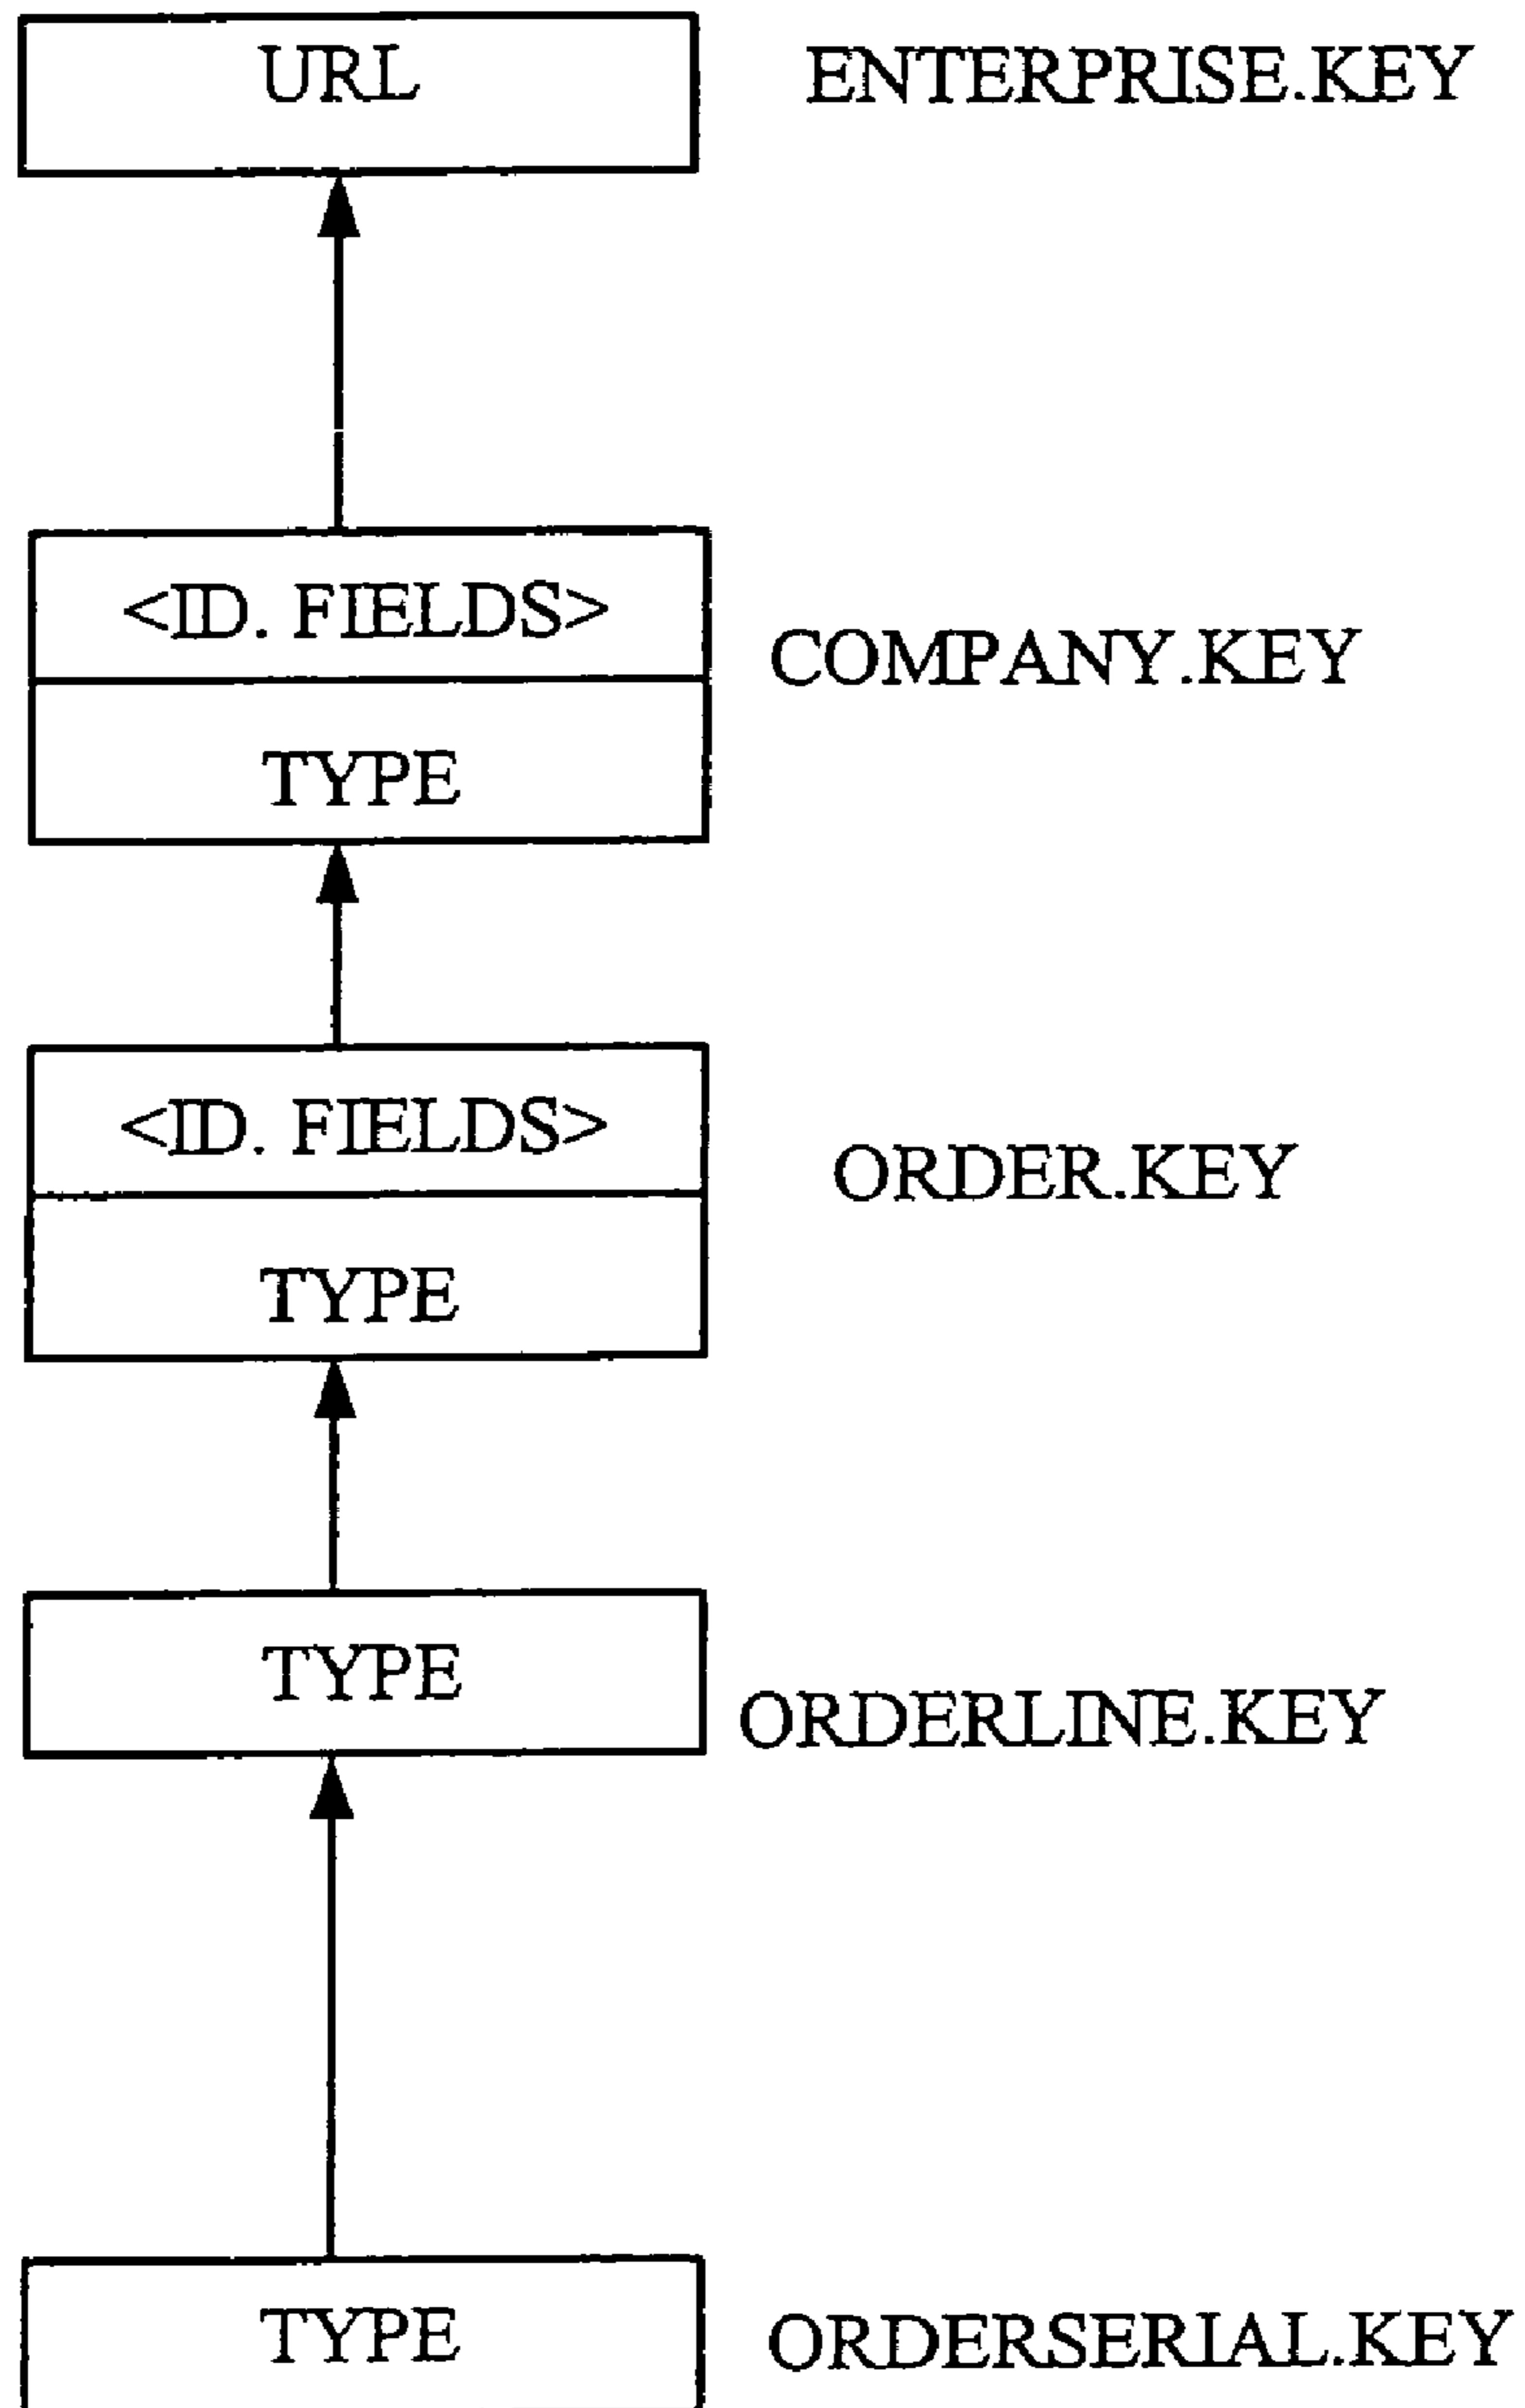 URL
ENTERPRISE.KEY
<ID. FIELDS>
COMPANY.KEY
TYPE
<ID. FIELDS>
ORDER.KEY
TYPE
TYPE
ORDERLINE.KEY
TYPE
ORDERSERIAL.KEY